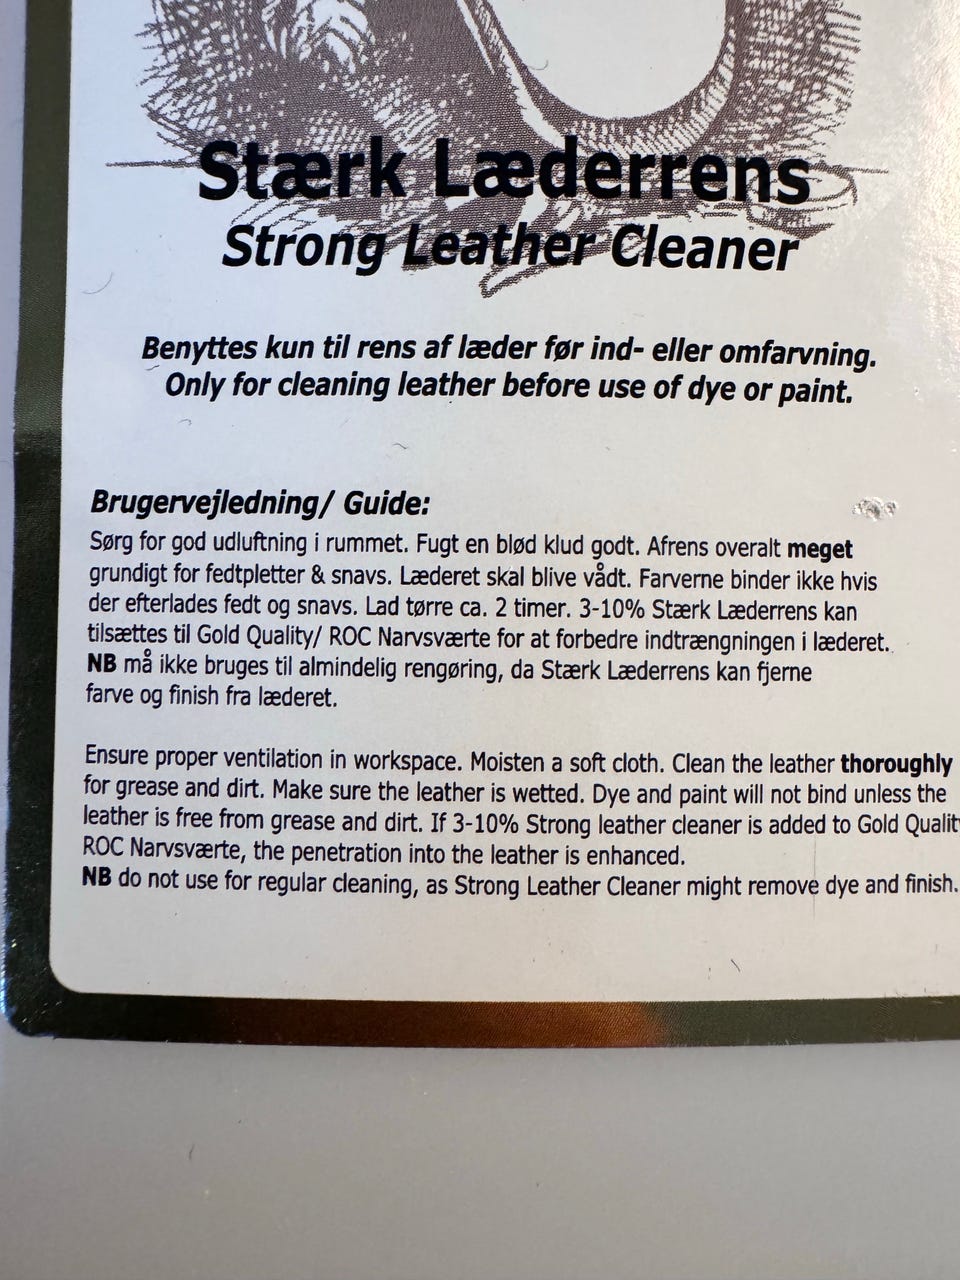 Stærk Læderrens
Strong Leather Cleaner
Benyttes kun til rens af læder før ind- eller omfarvning.
Only for cleaning leather before use of dye or paint.
Brugervejledning/ Guide:
Sørg for god udluftning i rummet. Fugt en blød klud godt. Afrens overalt meget
grundigt for fedtpletter & snavs. Læderet skal blive vådt. Farverne binder ikke hvis
der efterlades fedt og snavs. Lad tørre ca. 2 timer. 3-10% Stærk Læderrens kan
tilsættes til Gold Quality/ ROC Narvsværte for at forbedre indtrængningen i læderet.
NB må ikke bruges til almindelig rengøring, da Stærk Læderrens kan fjerne
farve og finish fra læderet.
Ensure proper ventilation in workspace. Moisten a soft cloth. Clean the leather thoroughly
for grease and dirt. Make sure the leather is wetted. Dye and paint will not bind unless the
leather is free from grease and dirt. If 3-10% Strong leather cleaner is added to Gold
ROC Narvsværte, the penetration into the leather is enhanced.
NB do not use for regular cleaning, as Strong Leather Cleaner might remove dye and finish.